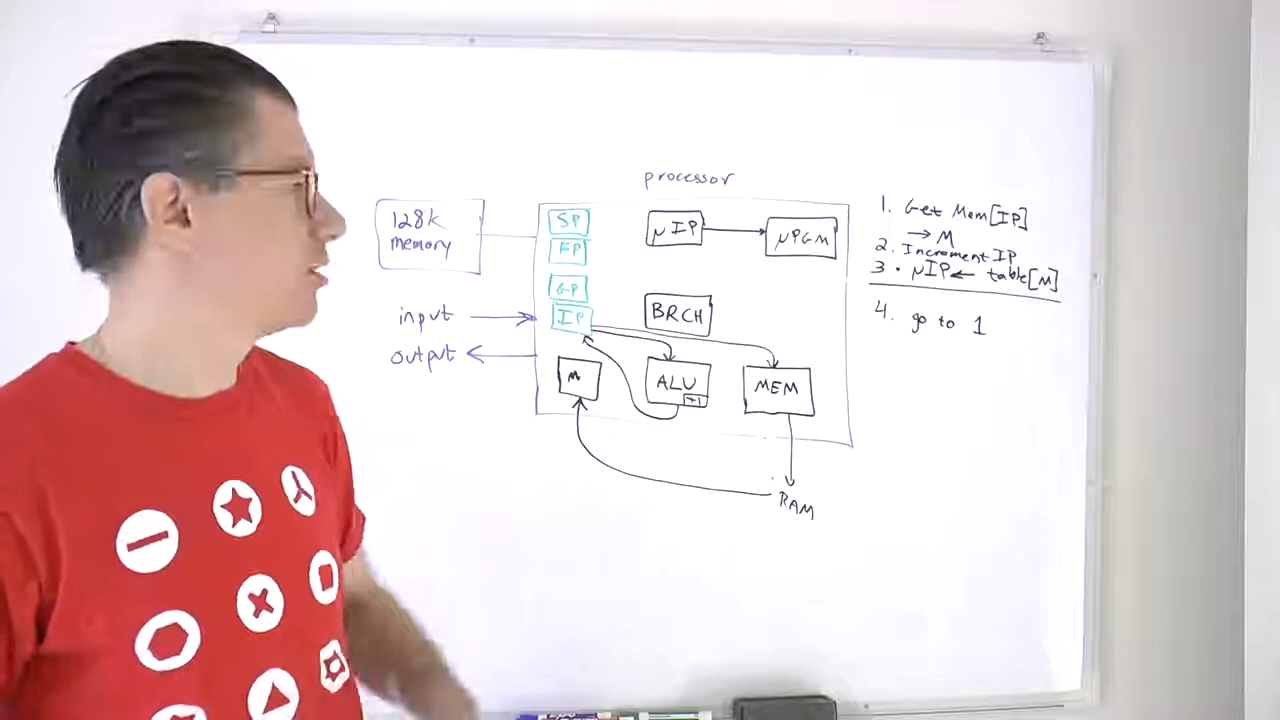 processor
128k
memory
input
output
SP
FP
GP
IP
M
μIP
μPGM
BRCH
ALU
+1
MEM
RAM
1. Get Mem[IP]
→ M
2. Increment IP
3. μIP ← table[M]
4. go to 1